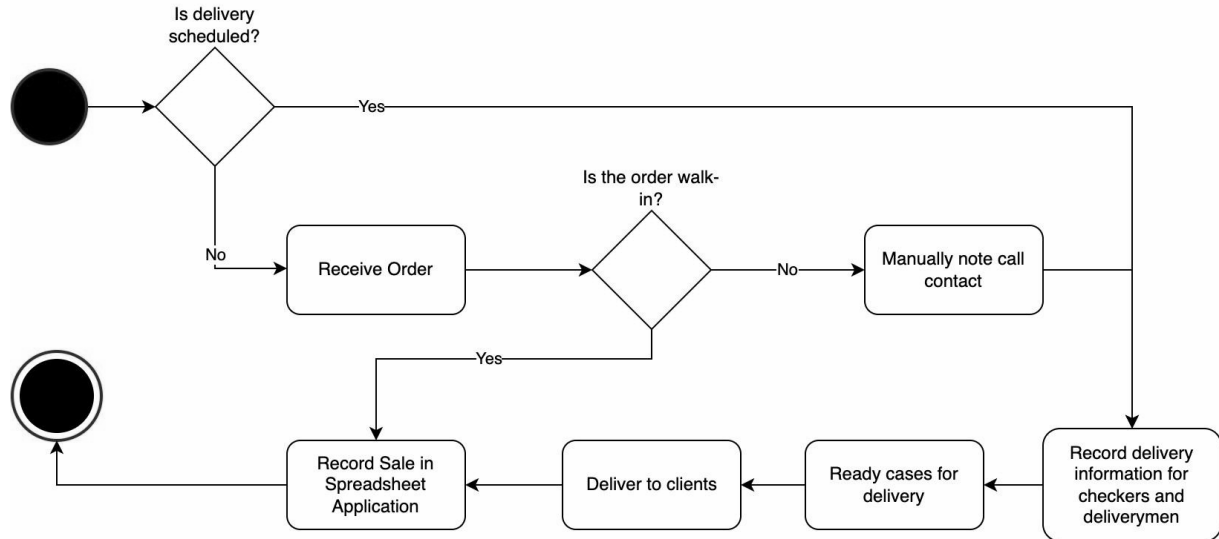 Is delivery
scheduled?
Yes
Is the order walk-
in?
No
Receive Order
No
Manually note call
contact
Yes
Record Sale in
Spreadsheet
Application
Deliver to clients
Ready cases for
delivery
Record delivery
information for
checkers and
deliverymen